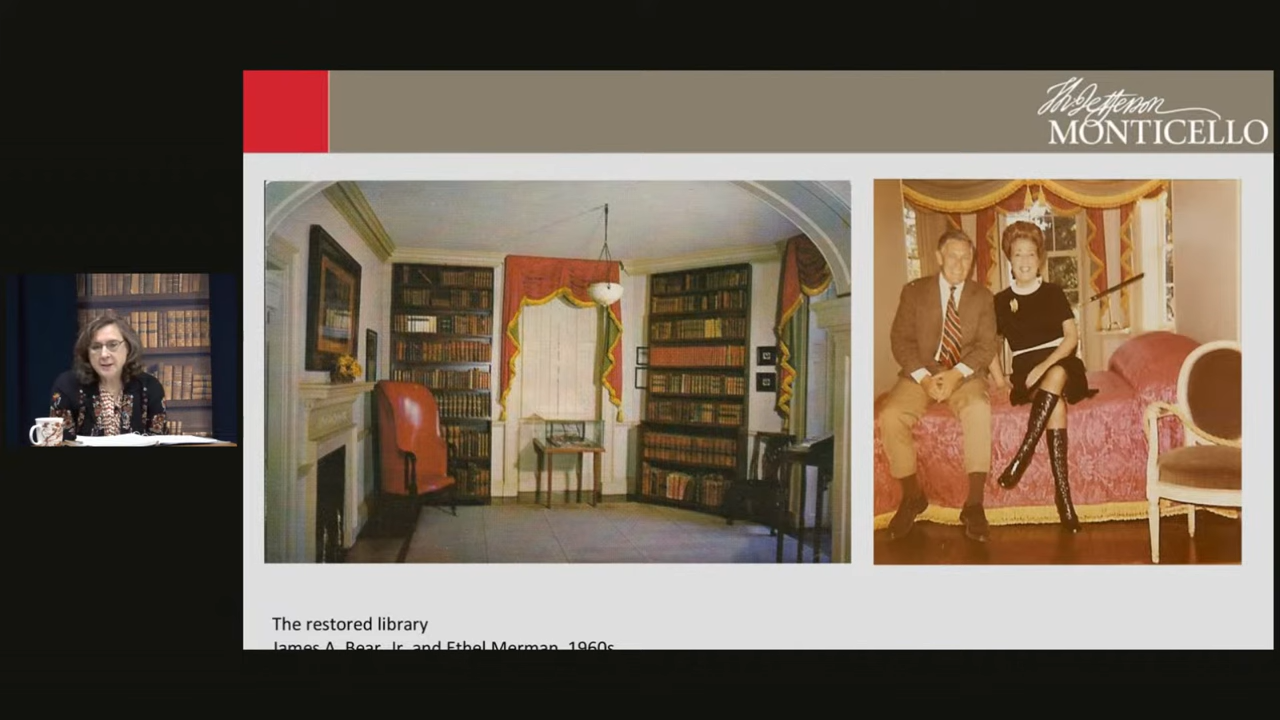 Th. Jefferson
MONTICELLO
The restored library
James A. Bear, Jr. and Ethel Merman, 1960s